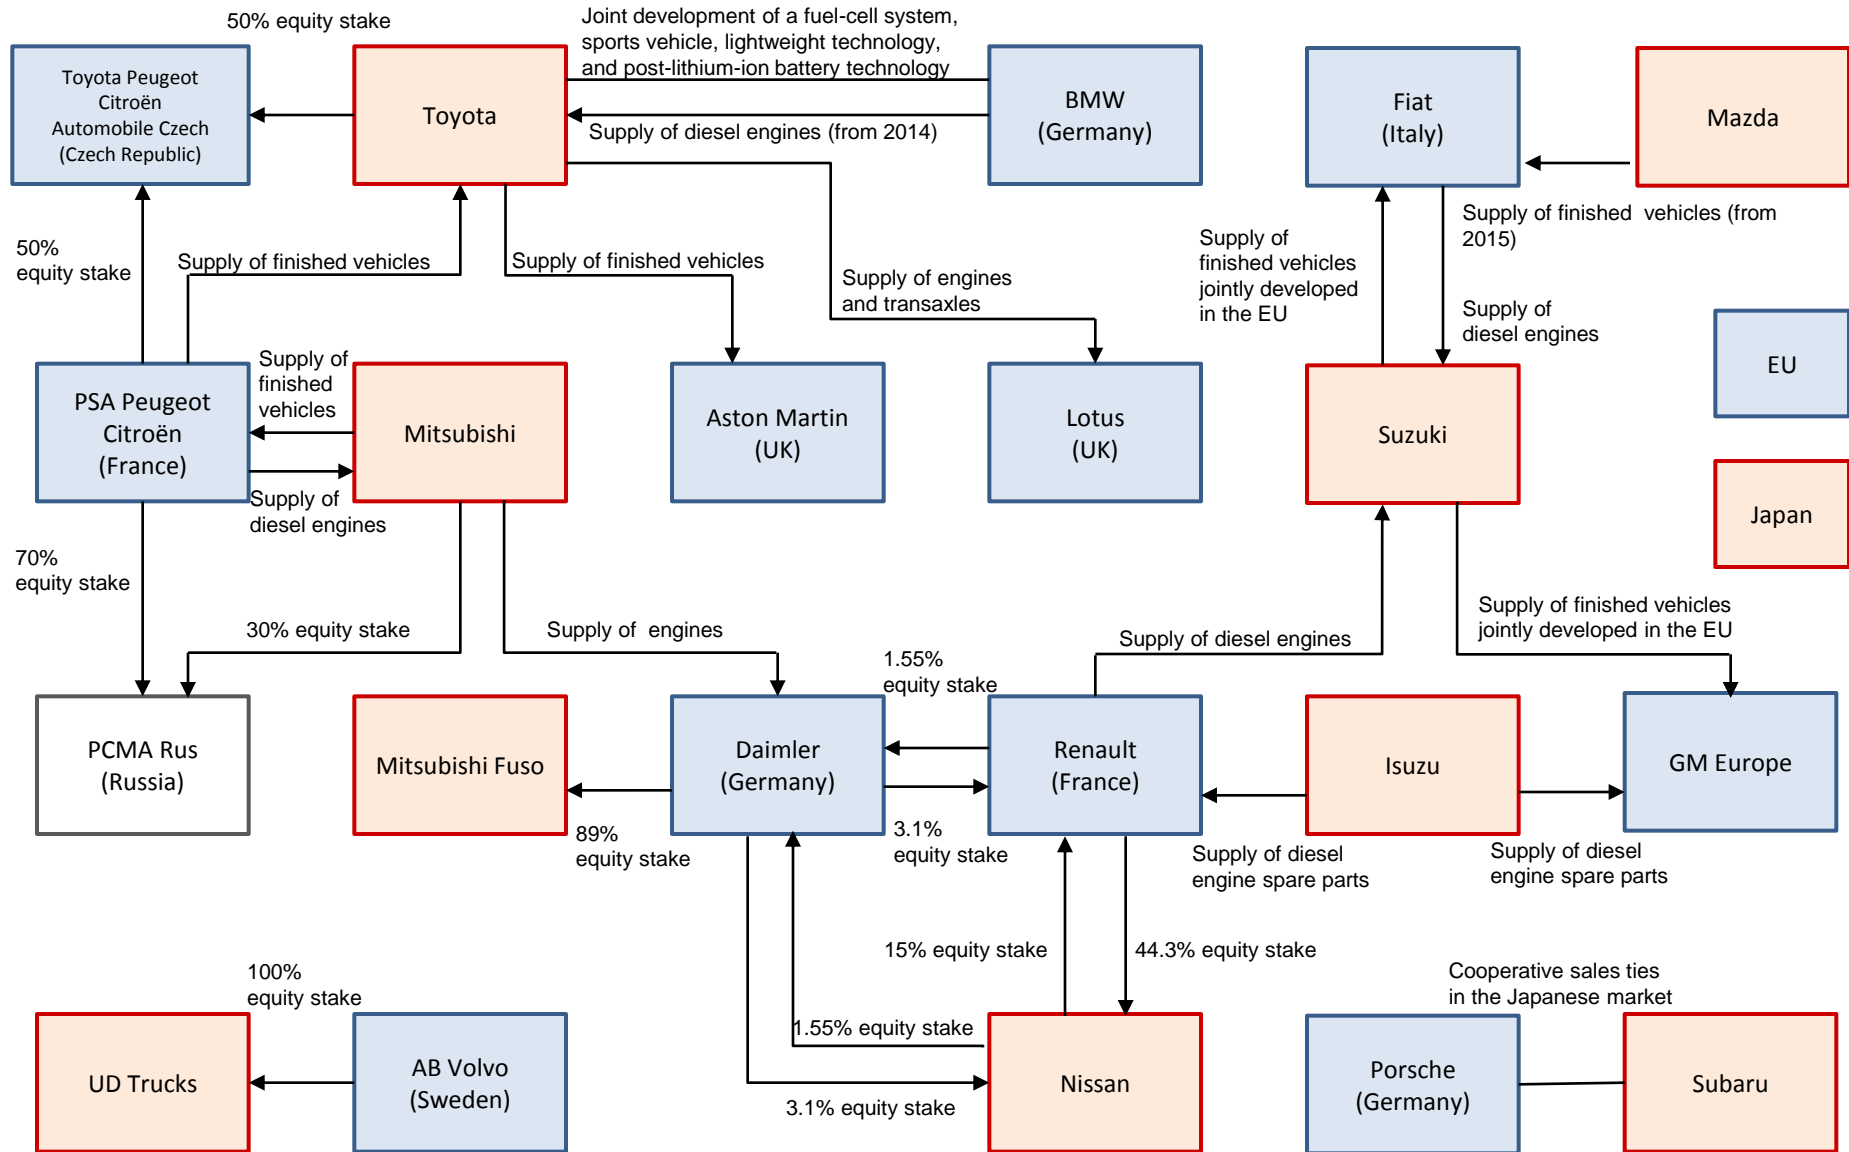 50% equity stake
Joint development of a fuel-cell system,
sports vehicle, lightweight technology,
and post-lithium-ion battery technology
Toyota Peugeot
Citroën
Automobile Czech
(Czech Republic)
Toyota
BMW
(Germany)
Fiat
(Italy)
Mazda
Supply of diesel engines (from 2014)
50%
equity stake
Supply of finished vehicles
Supply of finished vehicles
Supply of engines
and transaxles
Supply of
finished vehicles
jointly developed
in the EU
Supply of finished  vehicles (from
2015)
Supply of
diesel engines
EU
PSA Peugeot
Citroën
(France)
Supply of
finished
vehicles
Mitsubishi
Aston Martin
(UK)
Lotus
(UK)
Suzuki
Supply of
diesel engines
Japan
70%
equity stake
30% equity stake
Supply of  engines
1.55%
equity stake
Supply of diesel engines
Supply of finished vehicles
jointly developed in the EU
PCMA Rus
(Russia)
Mitsubishi Fuso
Daimler
(Germany)
Renault
(France)
Isuzu
GM Europe
89%
equity stake
3.1%
equity stake
Supply of diesel
engine spare parts
Supply of diesel
engine spare parts
15% equity stake
44.3% equity stake
100%
equity stake
Cooperative sales ties
in the Japanese market
1.55% equity stake
UD Trucks
AB Volvo
(Sweden)
Nissan
Porsche
(Germany)
Subaru
3.1% equity stake